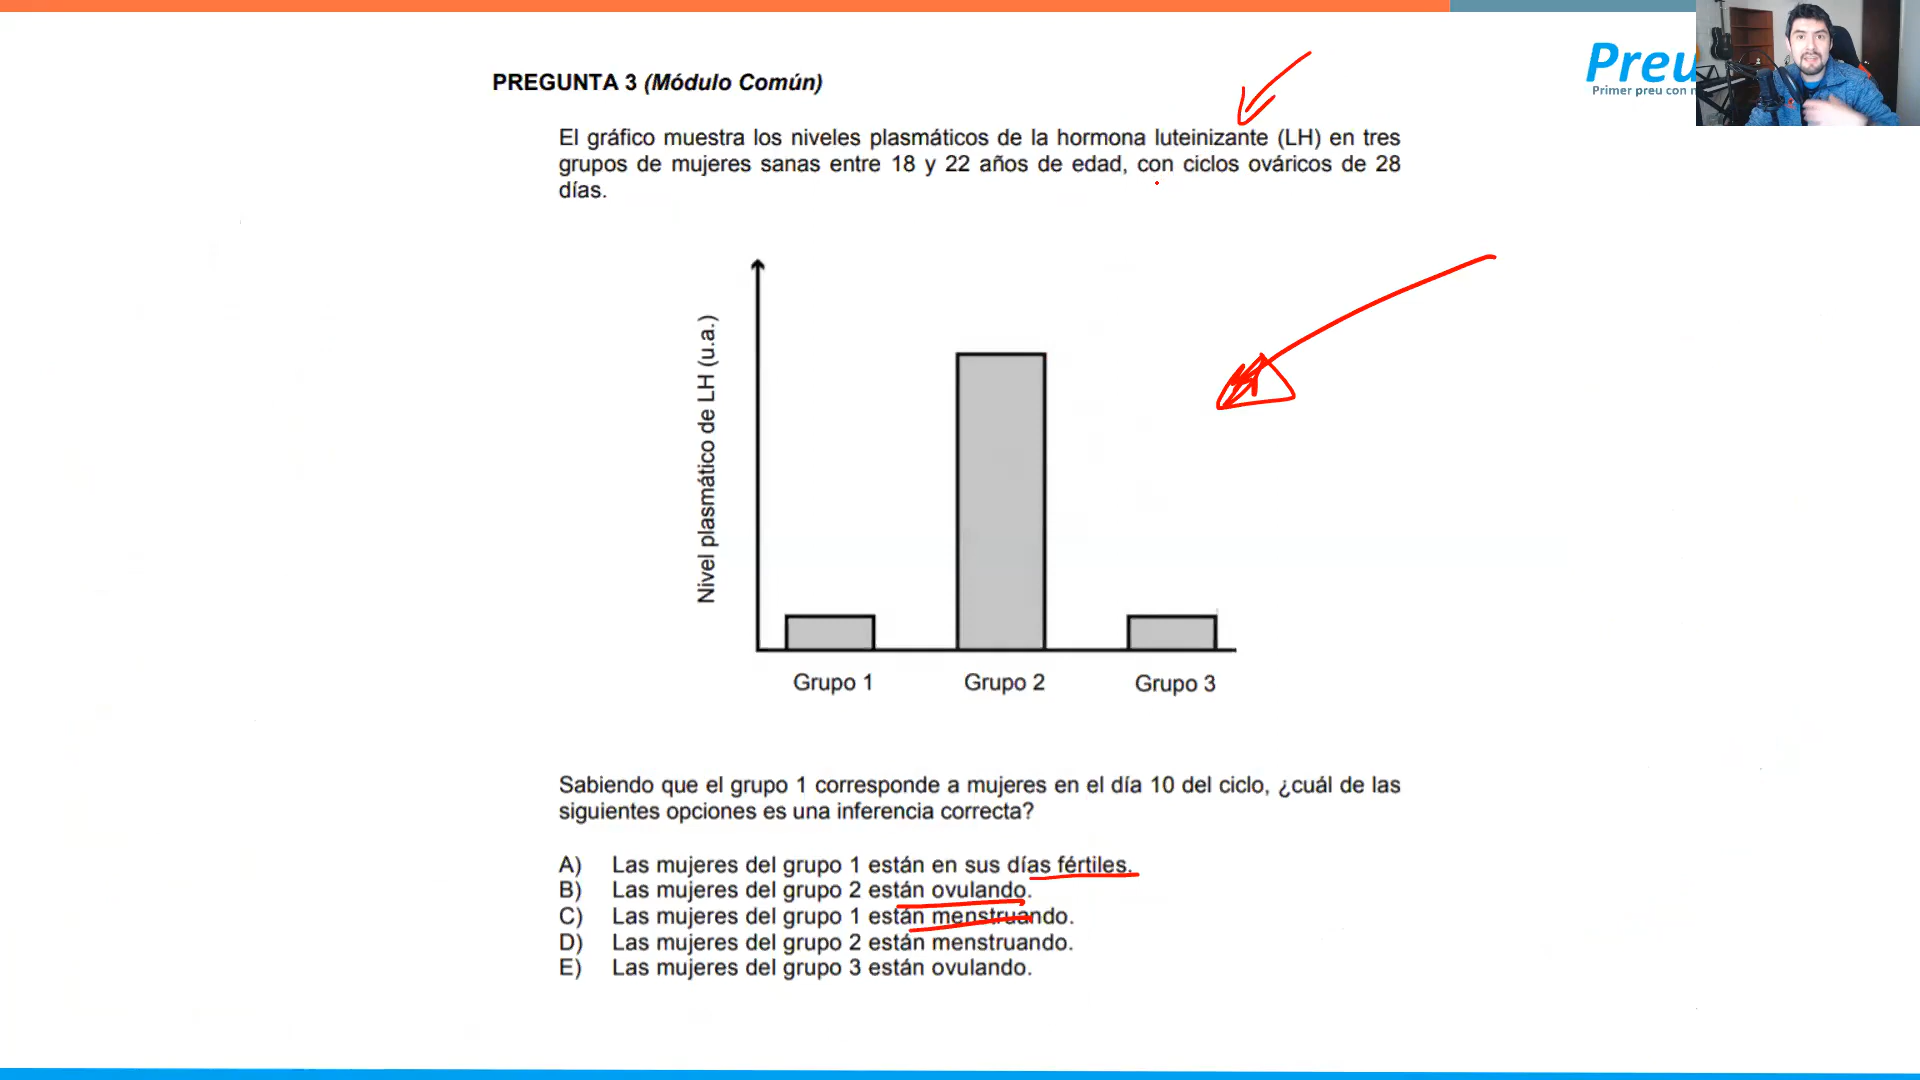 Preu
Primer preu con
PREGUNTA 3 (Módulo Común)
El gráfico muestra los niveles plasmáticos de la hormona luteinizante (LH) en tres
grupos de mujeres sanas entre 18 y 22 años de edad, con ciclos ováricos de 28
días.
Nivel plasmático de LH (u.a.)
Grupo 1
Grupo 2
Grupo 3
Sabiendo que el grupo 1 corresponde a mujeres en el día 10 del ciclo, ¿cuál de las
siguientes opciones es una inferencia correcta?
A) Las mujeres del grupo 1 están en sus días fértiles.
B) Las mujeres del grupo 2 están ovulando.
C) Las mujeres del grupo 1 están menstruando.
D) Las mujeres del grupo 2 están menstruando.
E) Las mujeres del grupo 3 están ovulando.